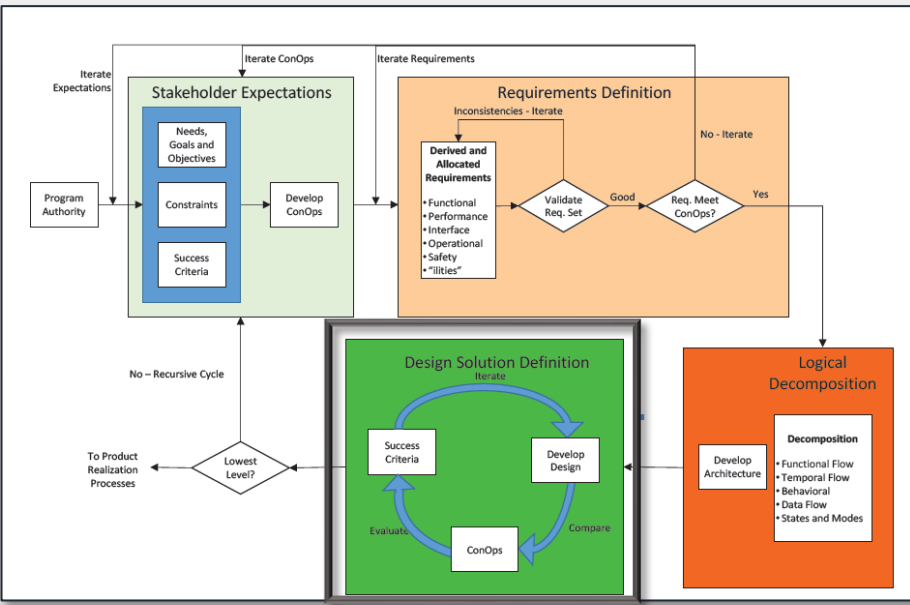 Iterate
Expectations
Iterate ConOps
Iterate Requirements
Stakeholder Expectations
Needs,
Goals and
Objectives
Constraints
Success
Criteria
Program
Authority
Develop
ConOps
Requirements Definition
Inconsistencies - Iterate
No - Iterate
Derived and
Allocated
Requirements
•Functional
•Performance
•Interface
•Operational
•Safety
•"ilities"
Validate
Req. Set
Good
Req. Meet
ConOps?
Yes
No – Recursive Cycle
To Product
Realization
Processes
Lowest
Level?
Design Solution Definition
Iterate
Success
Criteria
Develop
Design
Evaluate
ConOps
Compare
Logical
Decomposition
Develop
Architecture
Decomposition
•Functional Flow
•Temporal Flow
•Behavioral
•Data Flow
•States and Modes